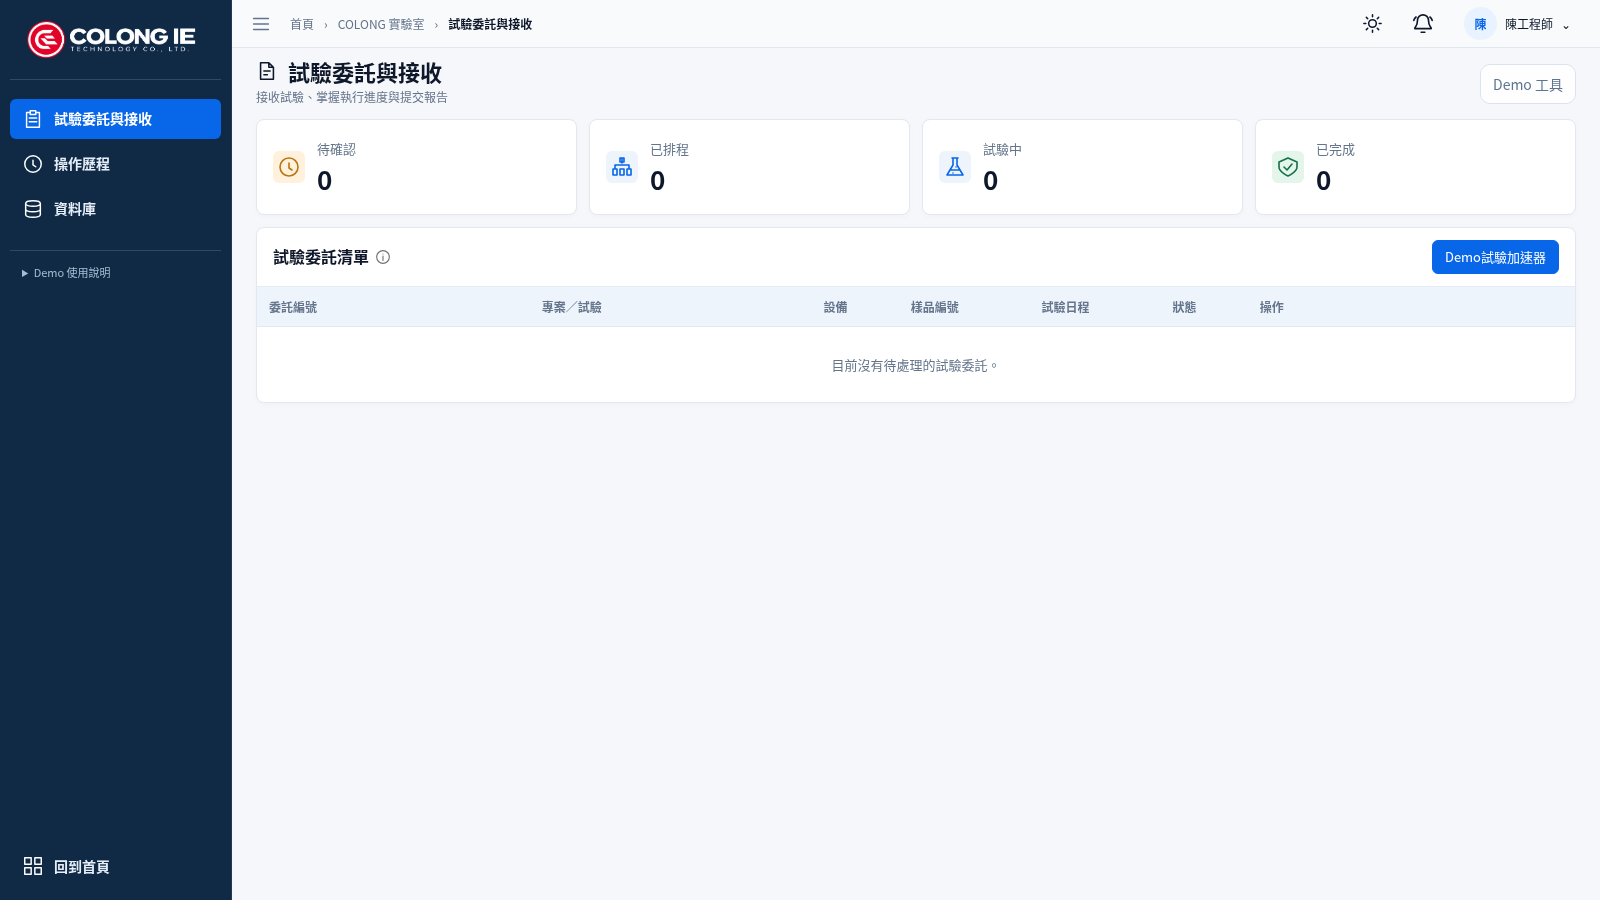 COLONG IE
TECHNOLOGY CO., LTD.
試驗委託與接收
操作歷程
資料庫
Demo 使用說明
回到首頁
首頁 › COLONG 實驗室 › 試驗委託與接收
陳 陳工程師
試驗委託與接收
接收試驗、掌握執行進度與提交報告
Demo 工具
待確認
0
已排程
0
試驗中
0
已完成
0
試驗委託清單
Demo試驗加速器
委託編號 專案／試驗 設備 樣品編號 試驗日程 狀態 操作
目前沒有待處理的試驗委託。